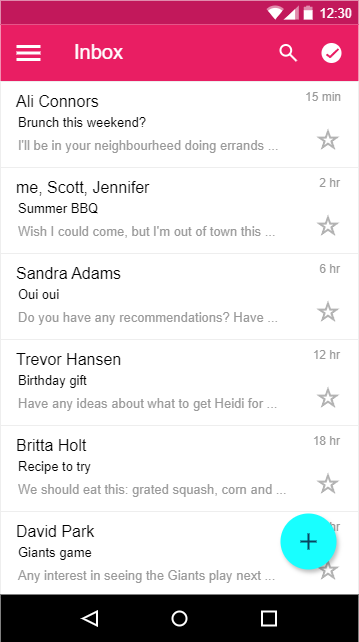 12:30
Inbox
Ali Connors 15 min
Brunch this weekend?
I'll be in your neighbourheed doing errands ...
me, Scott, Jennifer 2 hr
Summer BBQ
Wish I could come, but I'm out of town this ...
Sandra Adams 6 hr
Oui oui
Do you have any recommendations? Have ...
Trevor Hansen 12 hr
Birthday gift
Have any ideas about what to get Heidi for ...
Britta Holt 18 hr
Recipe to try
We should eat this: grated squash, corn and ...
David Park hr
Giants game
Any interest in seeing the Giants play next ...